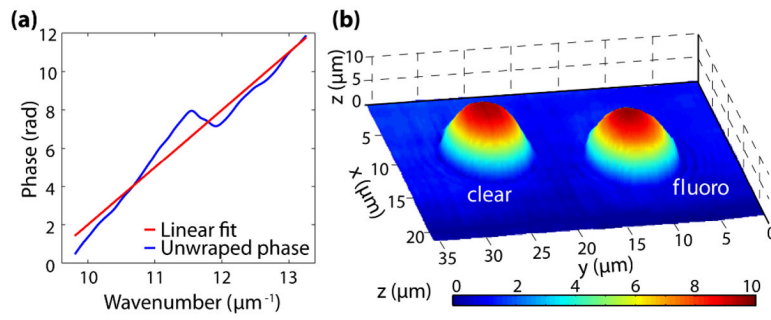 (a)
12
10
8
6
4
2
0
Phase (rad)
Linear fit
Unwraped phase
10 11 12 13
Wavenumber (µm⁻¹)
(b)
z (µm)
10
5
0
5
10
15
20
x (µm)
clear
fluoro
35 30 25 20 15 10 5 0
y (µm)
z (µm)
0 2 4 6 8 10